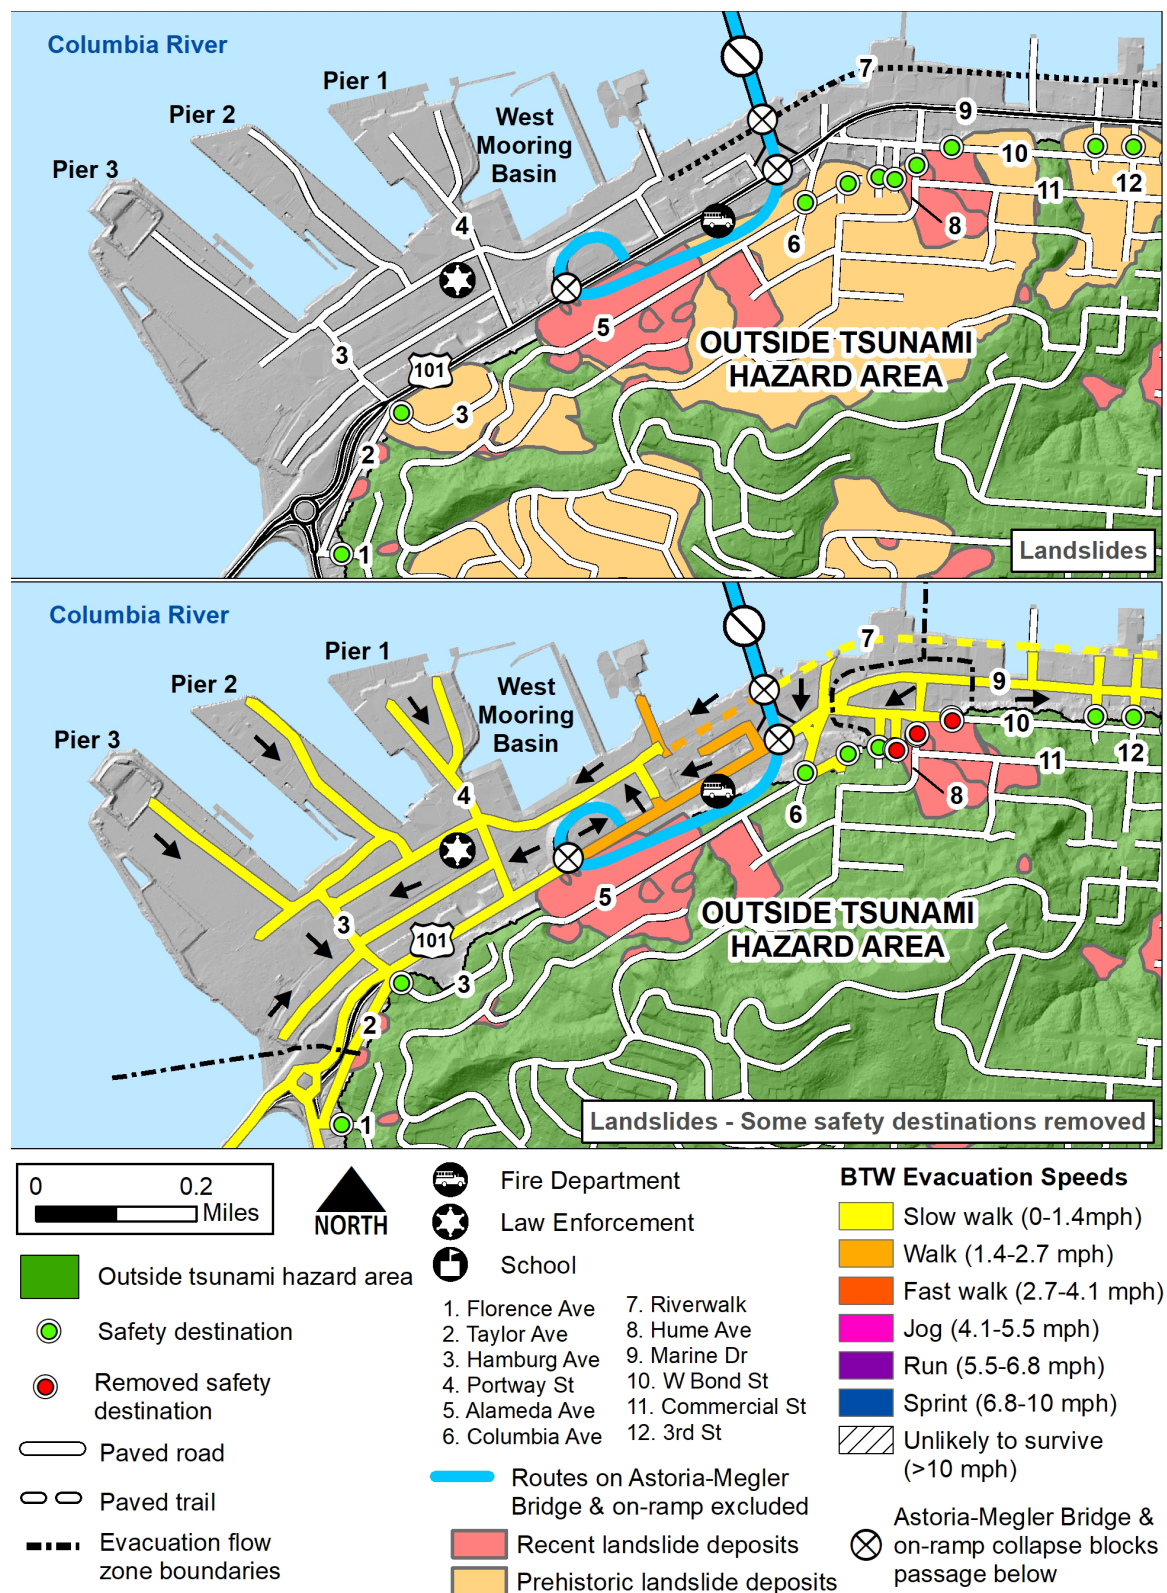 Columbia River
Pier 1
Pier 2
Pier 3
West
Mooring
Basin
7
9
10
11
12
4
8
6
5
3
OUTSIDE TSUNAMI
HAZARD AREA
101
3
2
1
Landslides
Columbia River
Pier 1
Pier 2
Pier 3
West
Mooring
Basin
7
9
10
11
12
4
8
6
5
3
OUTSIDE TSUNAMI
HAZARD AREA
101
3
2
1
Landslides - Some safety destinations removed
0 0.2
Miles
NORTH
Outside tsunami hazard area
Safety destination
Removed safety
destination
Paved road
Paved trail
Evacuation flow
zone boundaries
Fire Department
Law Enforcement
School
1. Florence Ave
2. Taylor Ave
3. Hamburg Ave
4. Portway St
5. Alameda Ave
6. Columbia Ave
7. Riverwalk
8. Hume Ave
9. Marine Dr
10. W Bond St
11. Commercial St
12. 3rd St
Routes on Astoria-Megler
Bridge & on-ramp excluded
Recent landslide deposits
Prehistoric landslide deposits
BTW Evacuation Speeds
Slow walk (0-1.4mph)
Walk (1.4-2.7 mph)
Fast walk (2.7-4.1 mph)
Jog (4.1-5.5 mph)
Run (5.5-6.8 mph)
Sprint (6.8-10 mph)
Unlikely to survive
(>10 mph)
Astoria-Megler Bridge &
on-ramp collapse blocks
passage below